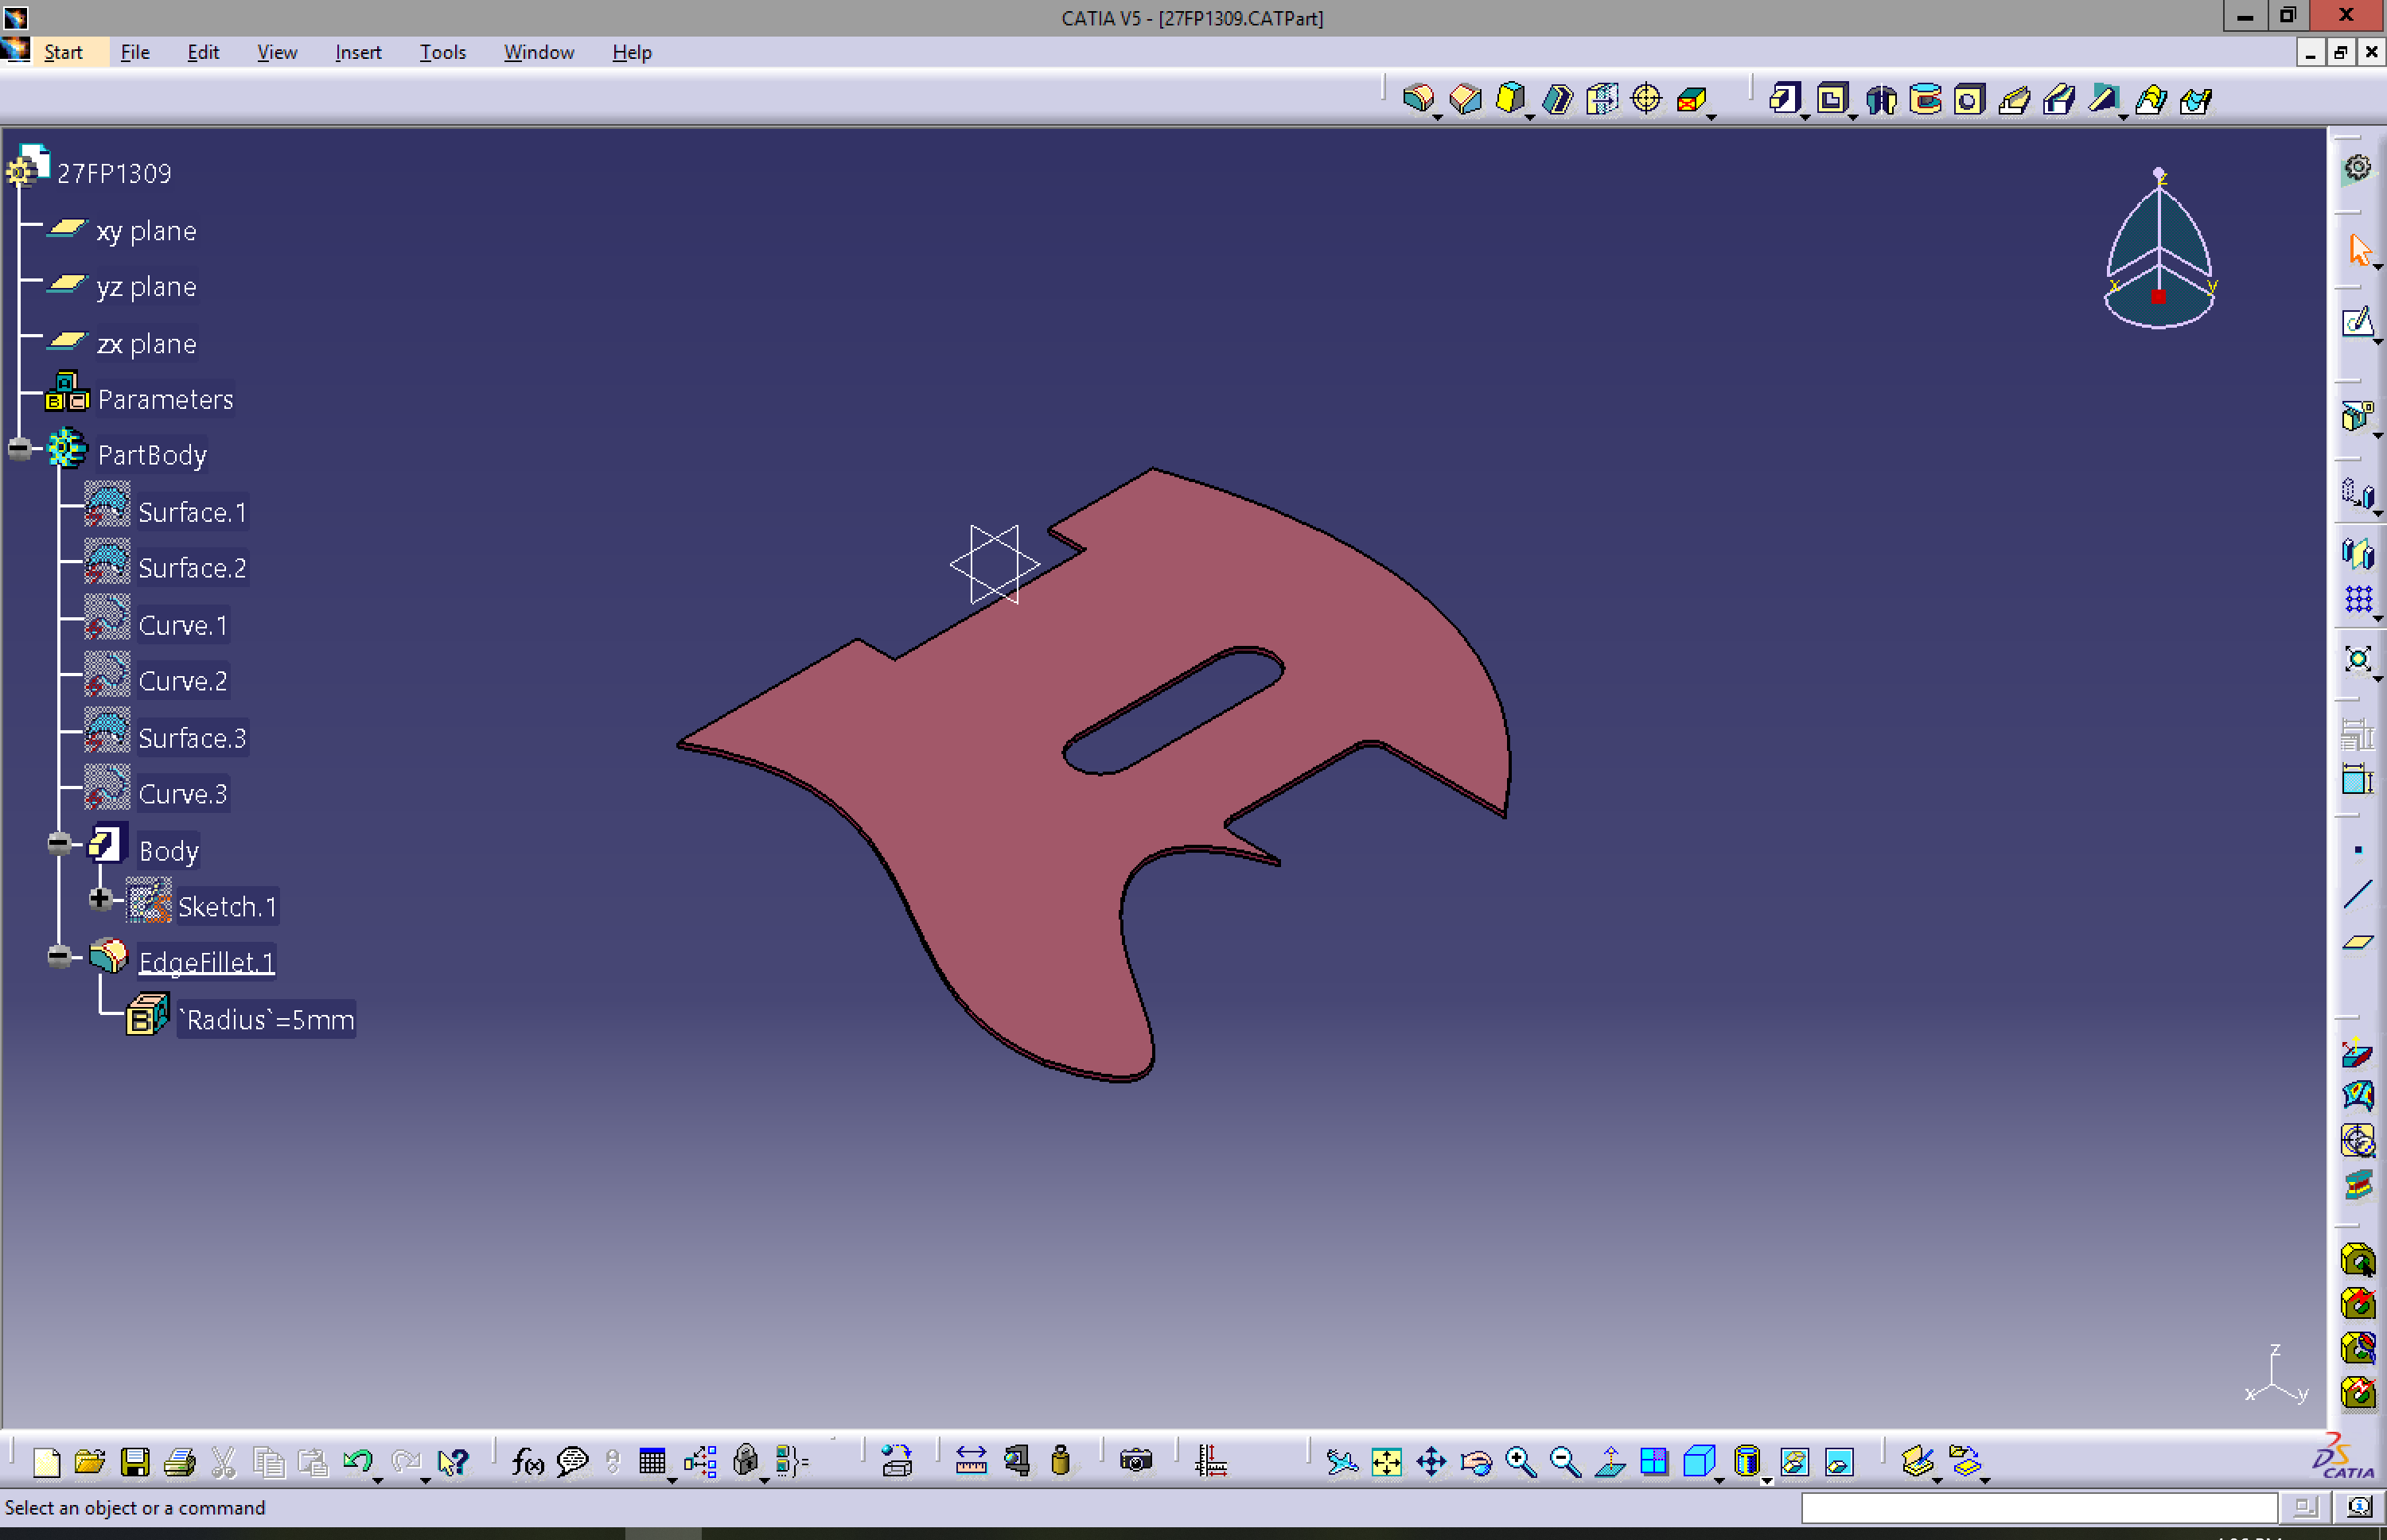 CATIA V5 - [27FP1309.CATPart]
Start File Edit View Insert Tools Window Help
27FP1309
xy plane
yz plane
zx plane
Parameters
PartBody
Surface.1
Surface.2
Curve.1
Curve.2
Surface.3
Curve.3
Body
Sketch.1
EdgeFillet.1
`Radius`=5mm
z
x
y
z
x
y
f(x)
DS
CATIA
Select an object or a command